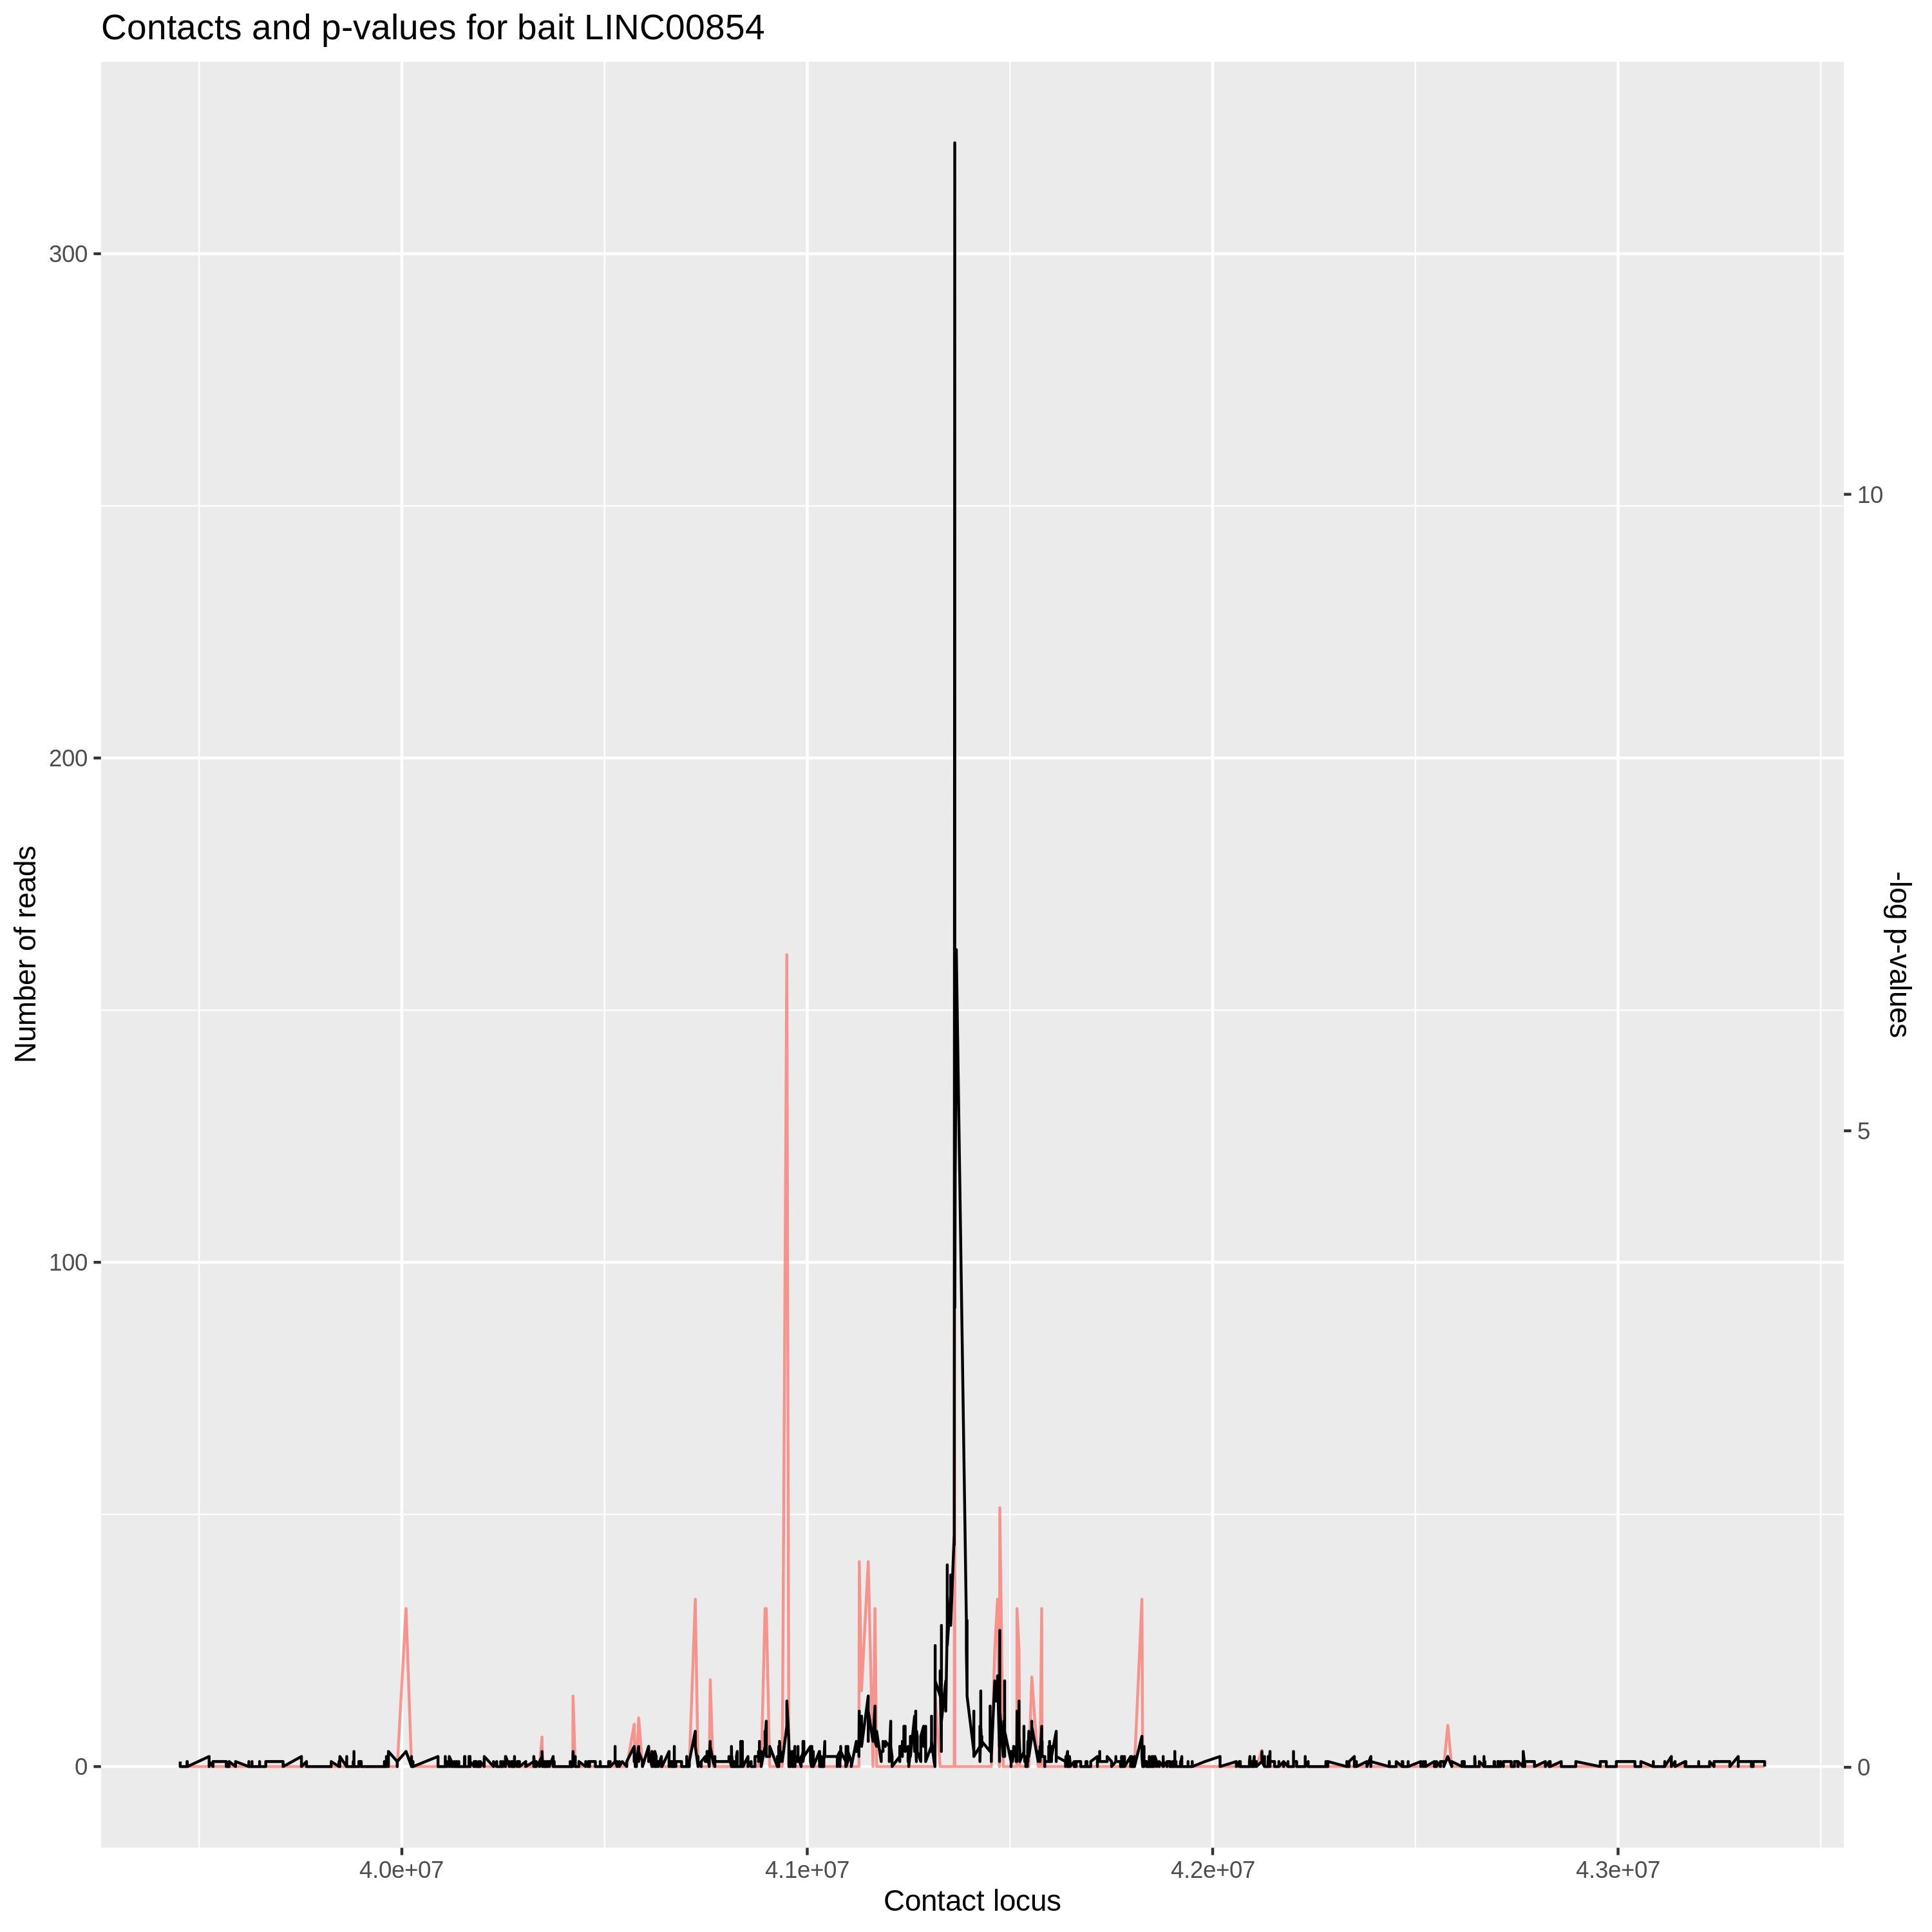 Contacts and p-values for bait LINC00854
300
200
100
0
Number of reads
10
5
0
-log p-values
4.0e+07
4.1e+07
4.2e+07
4.3e+07
Contact locus